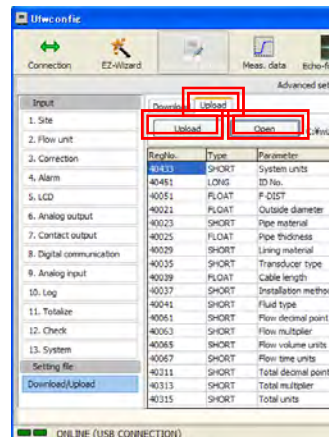 Ufwconfig
Connection
EZ-Wizard
Meas. data
Advanced set
Input
1. Site
2. Flow unit
3. Correction
4. Alarm
5. LCD
6. Analog output
7. Contact output
8. Digital communication
9. Analog input
10. Log
11. Totalize
12. Check
13. System
Setting file
Download/Upload
Download Upload
Upload Open
RegNo. Type Parameter
40433 SHORT System units
40451 LONG ID No.
40051 FLOAT F-DIST
40021 FLOAT Outside diameter
40023 SHORT Pipe material
40025 FLOAT Pipe thickness
40029 SHORT Lining material
40035 SHORT Transducer type
40039 FLOAT Cable length
40037 SHORT Installation method
40041 SHORT Fluid type
40061 SHORT Flow decimal point
40063 SHORT Flow multiplier
40065 SHORT Flow volume units
40067 SHORT Flow time units
40311 SHORT Total decimal point
40313 SHORT Total multiplier
40315 SHORT Total units
ONLINE (USB CONNECTION)